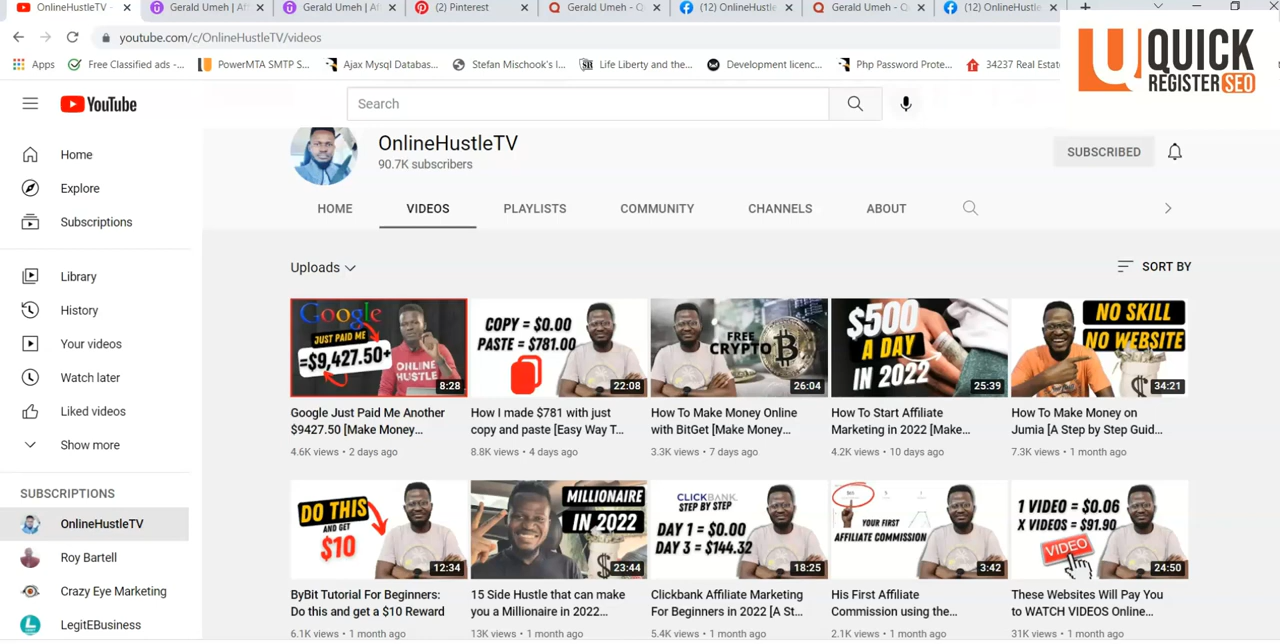 OnlineHustleTV -
Gerald Umeh | Af
Gerald Umeh | Af
(2) Pinterest
Gerald Umeh - Q
(12) OnlineHustle
Gerald Umeh - Q
(12) OnlineHustle
youtube.com/c/OnlineHustleTV/videos
Apps
Free Classified ads -...
PowerMTA SMTP S...
Ajax Mysql Databas...
Stefan Mischook's l...
Life Liberty and the...
Development licenc...
Php Password Prote...
34237 Real Estate
QUICK
REGISTER SEO
YouTube
Search
OnlineHustleTV
90.7K subscribers
SUBSCRIBED
HOME
VIDEOS
PLAYLISTS
COMMUNITY
CHANNELS
ABOUT
Home
Explore
Subscriptions
Library
History
Your videos
Watch later
Liked videos
Show more
SUBSCRIPTIONS
OnlineHustleTV
Roy Bartell
Crazy Eye Marketing
LegitEBusiness
Uploads
SORT BY
Google
JUST PAID ME
=$9,427.50+
ONLINE
HUSTLE
8:28
Google Just Paid Me Another
$9427.50 [Make Money...
4.6K views • 2 days ago
COPY = $0.00
PASTE = $781.00
22:08
How I made $781 with just
copy and paste [Easy Way T...
8.8K views • 4 days ago
FREE
CRYPTO
26:04
How To Make Money Online
with BitGet [Make Money...
3.3K views • 7 days ago
$500
A DAY
IN 2022
25:39
How To Start Affiliate
Marketing in 2022 [Make...
4.2K views • 10 days ago
NO SKILL
NO WEBSITE
34:21
How To Make Money on
Jumia [A Step by Step Guid...
7.3K views • 1 month ago
DO THIS
AND GET
$10
12:34
ByBit Tutorial For Beginners:
Do this and get a $10 Reward
6.1K views • 1 month ago
MILLIONAIRE
IN 2022
23:44
15 Side Hustle that can make
you a Millionaire in 2022...
13K views • 1 month ago
CLICKBANK
STEP BY STEP
DAY 1 = $0.00
DAY 3 = $144.32
18:25
Clickbank Affiliate Marketing
For Beginners in 2022 [A St...
5.4K views • 1 month ago
YOUR FIRST
AFFILIATE COMMISSION
3:42
His First Affiliate
Commission using the...
2.1K views • 1 month ago
1 VIDEO = $0.06
X VIDEOS = $91.90
VIDEO
24:50
These Websites Will Pay You
to WATCH VIDEOS Online...
31K views • 1 month ago